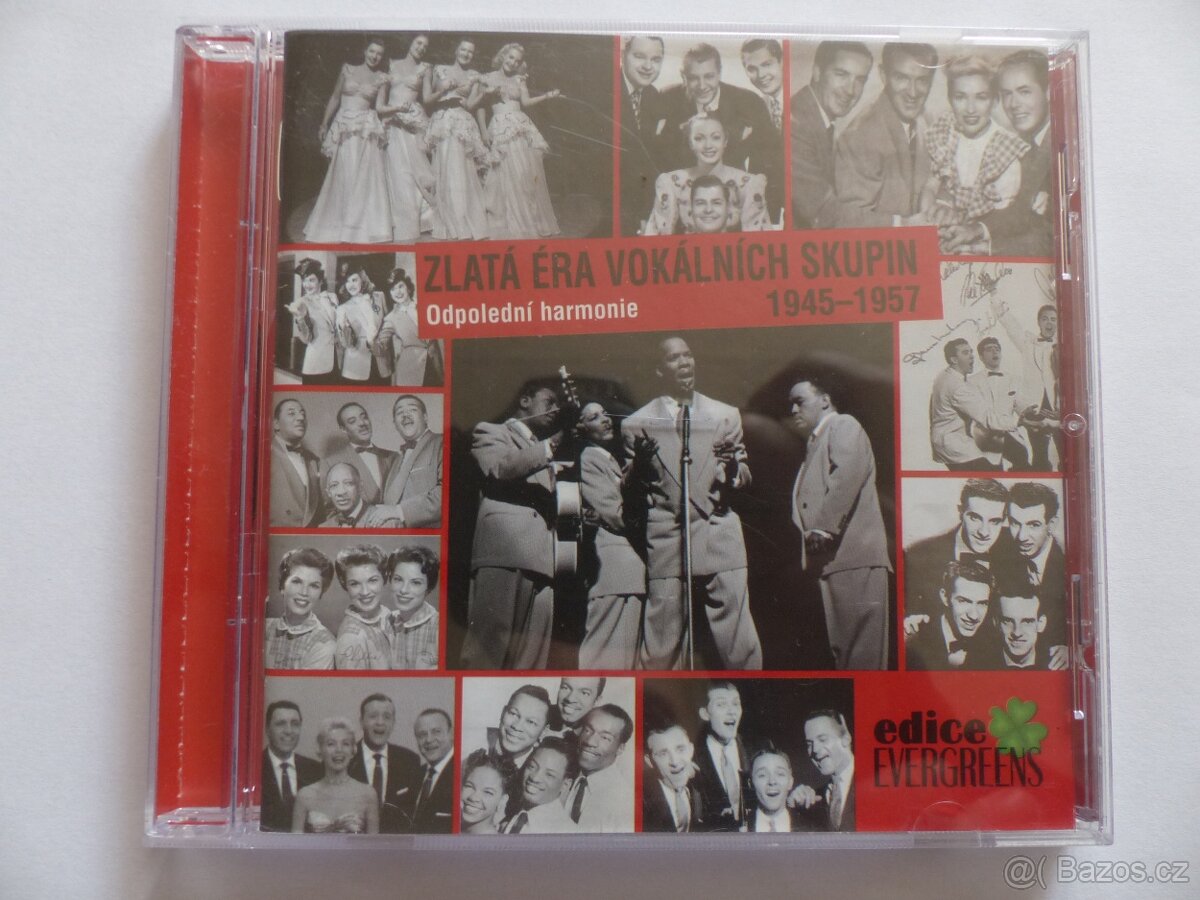 ZLATÁ ÉRA VOKÁLNÍCH SKUPIN
Odpolední harmonie
1945–1957
edice
EVERGREENS
@( Bazos.cz